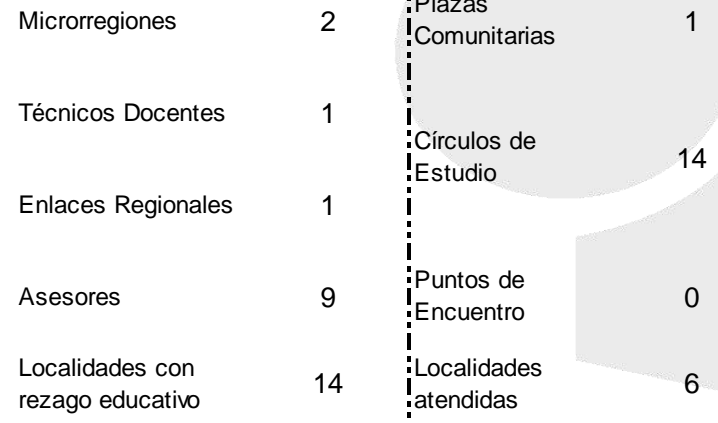 Microrregiones 2
Técnicos Docentes 1
Enlaces Regionales 1
Asesores 9
Localidades con
rezago educativo 14
Plazas
Comunitarias 1
Círculos de
Estudio 14
Puntos de
Encuentro 0
Localidades
atendidas 6